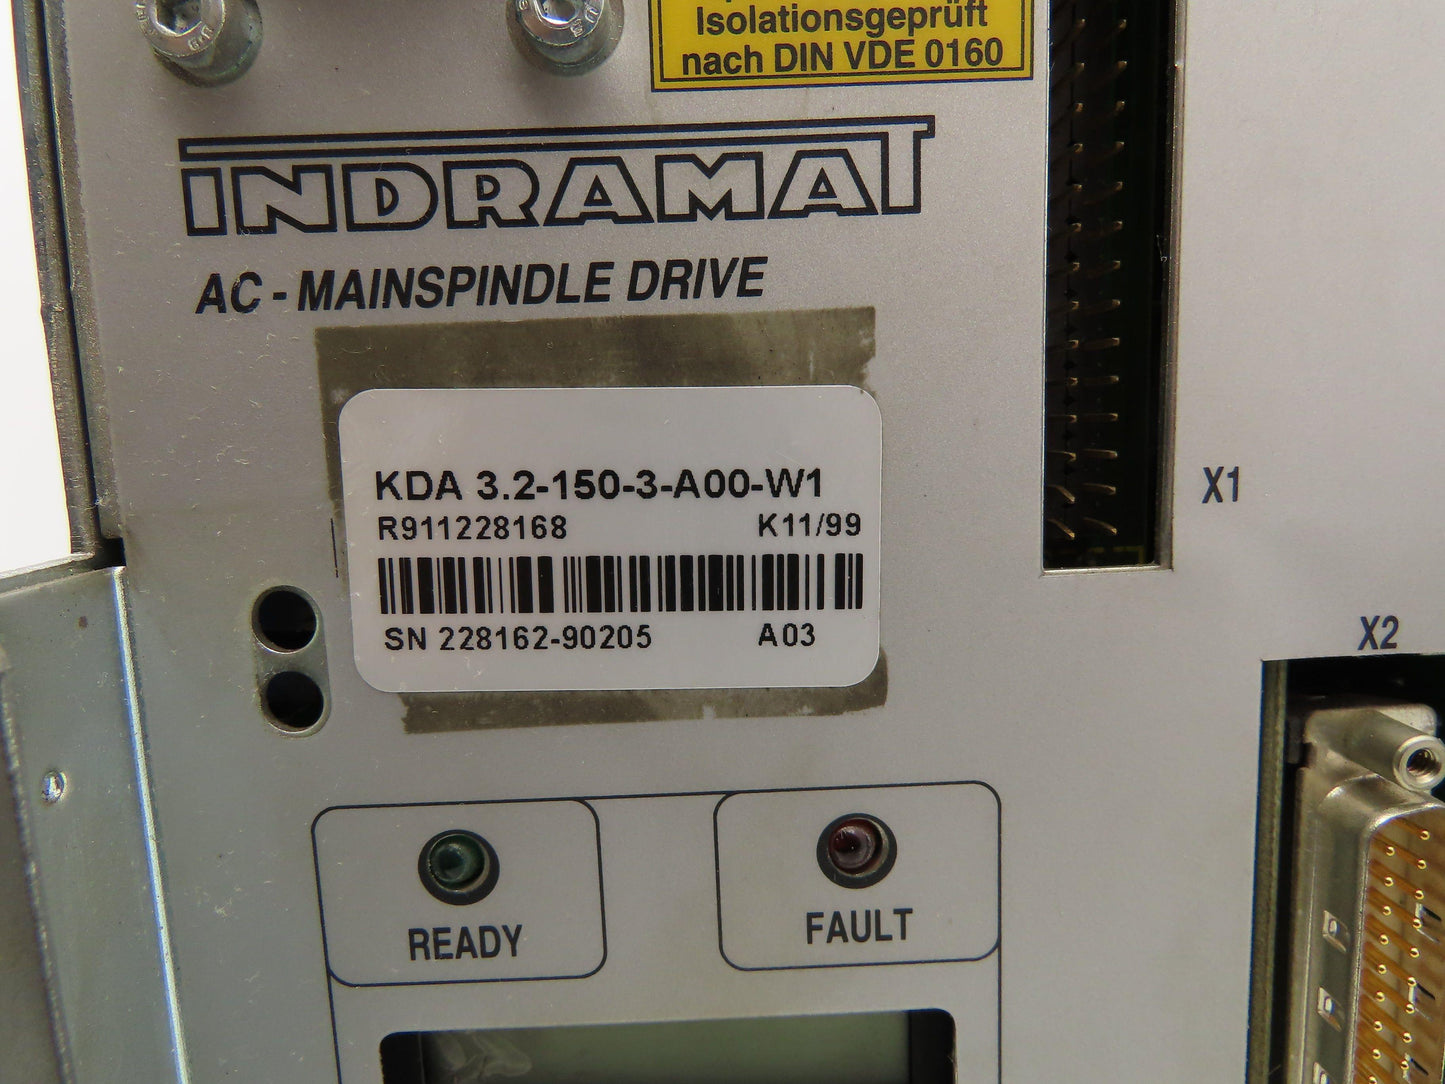 Isolationsgeprüft
nach DIN VDE 0160
INDRAMAT
AC - MAINSPINDLE DRIVE
KDA 3.2-150-3-A00-W1
R911228168 K11/99
SN 228162-90205 A03
X1
X2
READY
FAULT